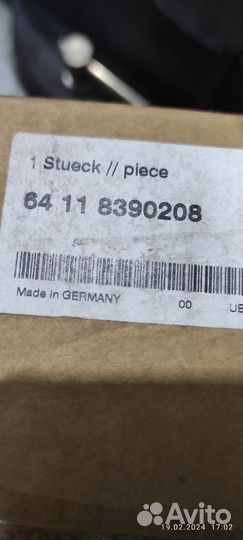 1 Stueck // piece
64 11 8390208
Made in GERMANY 00 UE
Avito
19.02.2024 17:02